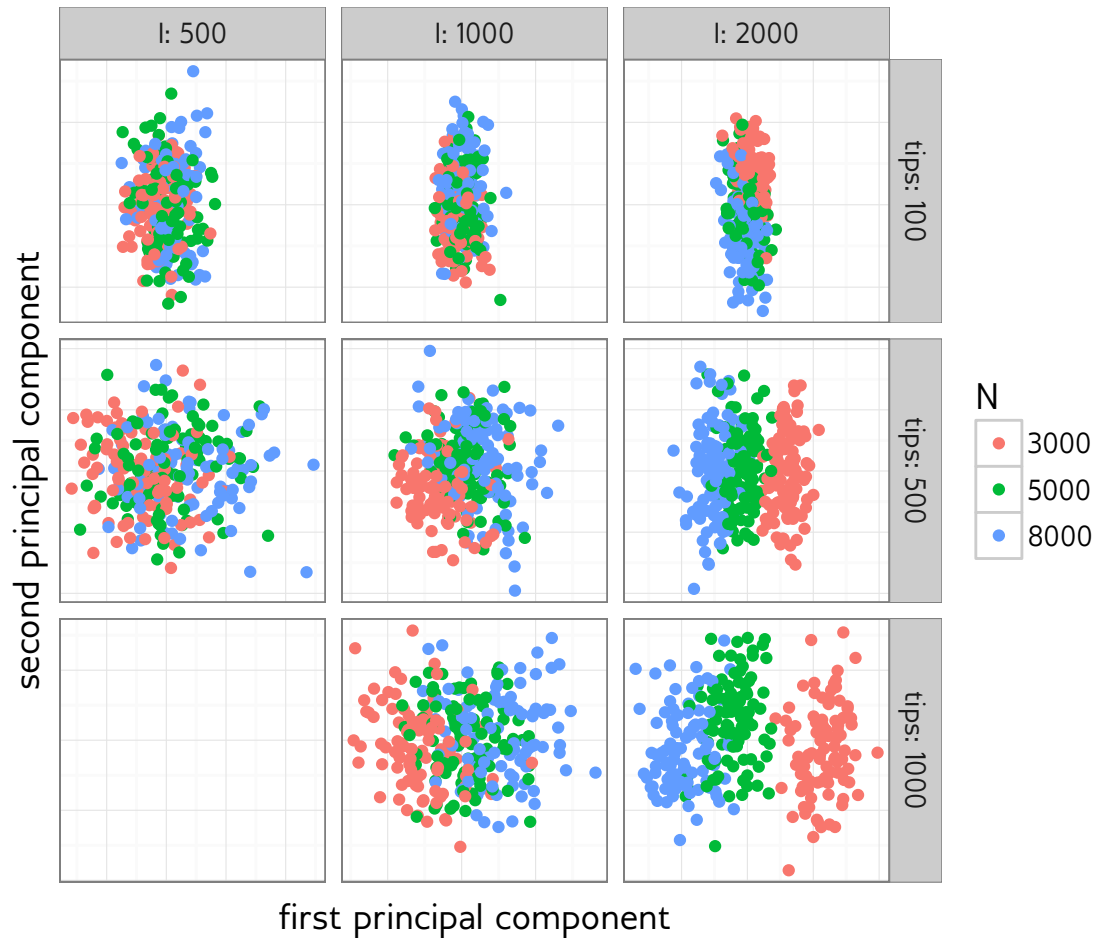 I: 500
I: 1000
I: 2000
tips: 100
tips: 500
tips: 1000
second principal component
first principal component
N
3000
5000
8000